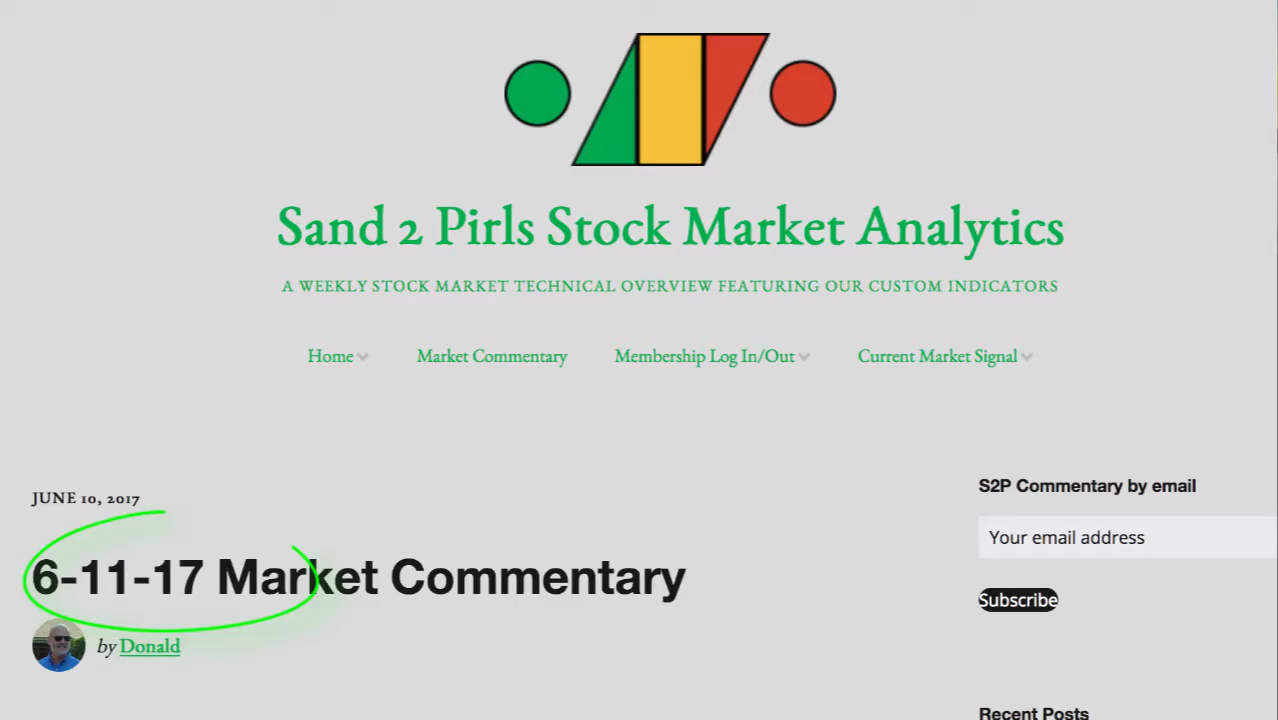 Sand 2 Pirls Stock Market Analytics
A WEEKLY STOCK MARKET TECHNICAL OVERVIEW FEATURING OUR CUSTOM INDICATORS
Home Market Commentary Membership Log In/Out Current Market Signal
JUNE 10, 2017
6-11-17 Market Commentary
by Donald
S2P Commentary by email
Your email address
Subscribe
Recent Posts